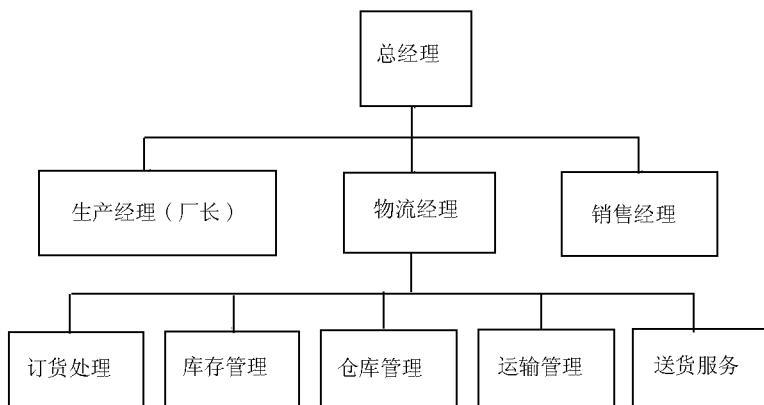 总经理
生产经理（厂长）
物流经理
销售经理
订货处理
库存管理
仓库管理
运输管理
送货服务